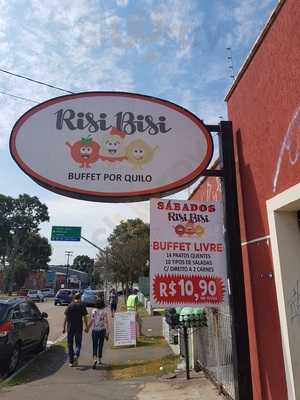 Risi Bisi
BUFFET POR QUILO
SÁBADOS
Risi Bisi
BUFFET LIVRE
14 PRATOS QUENTES
10 TIPOS DE SALADAS
C/ DIREITO A 2 CARNES
R$10,90